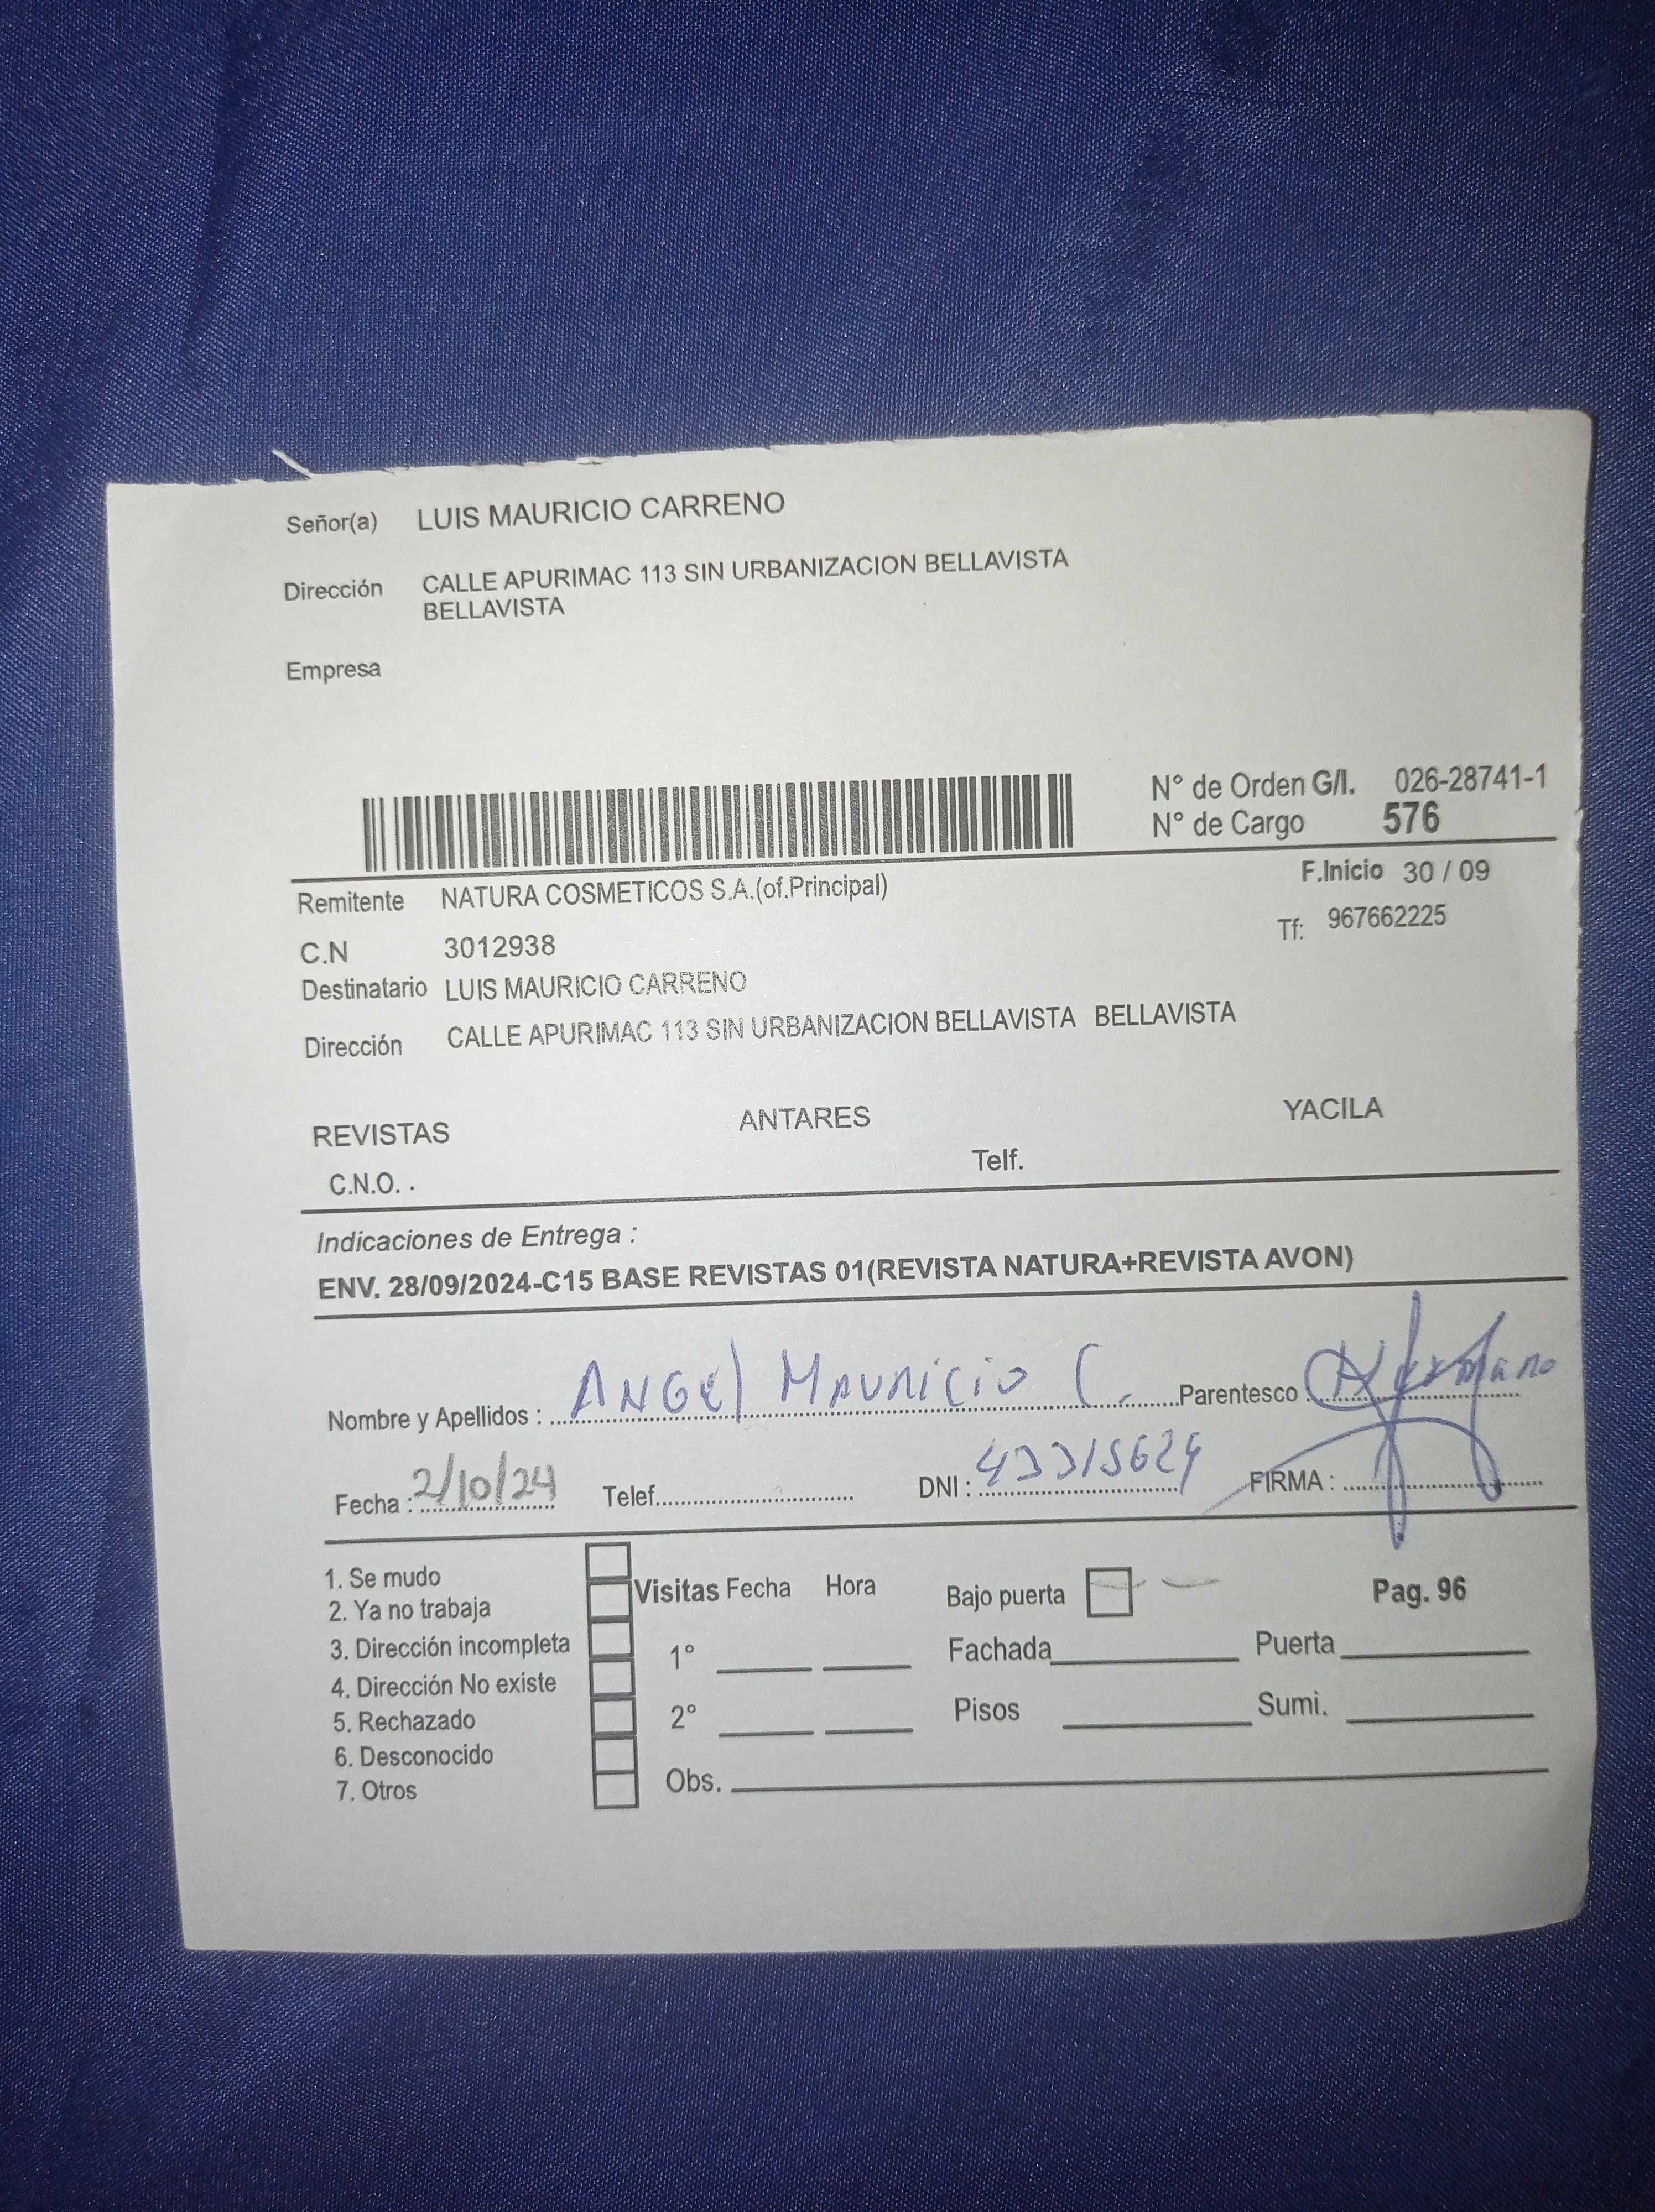 Señor(a) LUIS MAURICIO CARRENO
Dirección CALLE APURIMAC 113 SIN URBANIZACION BELLAVISTA
BELLAVISTA
Empresa
N° de Orden G/I. 026-28741-1
N° de Cargo 576
Remitente NATURA COSMETICOS S.A.(of.Principal) F.Inicio 30 / 09
C.N 3012938 Tf: 967662225
Destinatario LUIS MAURICIO CARRENO
Dirección CALLE APURIMAC 113 SIN URBANIZACION BELLAVISTA BELLAVISTA
REVISTAS ANTARES YACILA
C.N.O. . Telf.
Indicaciones de Entrega :
ENV. 28/09/2024-C15 BASE REVISTAS 01(REVISTA NATURA+REVISTA AVON)
Nombre y Apellidos : ANGel MAURICIO C. Parentesco Hermano
Fecha : 2/10/24 Telef. DNI : 43315629 FIRMA :
1. Se mudo
2. Ya no trabaja Visitas Fecha Hora Bajo puerta Pag. 96
3. Dirección incompleta 1° Fachada Puerta
4. Dirección No existe
5. Rechazado 2° Pisos Sumi.
6. Desconocido
7. Otros Obs.